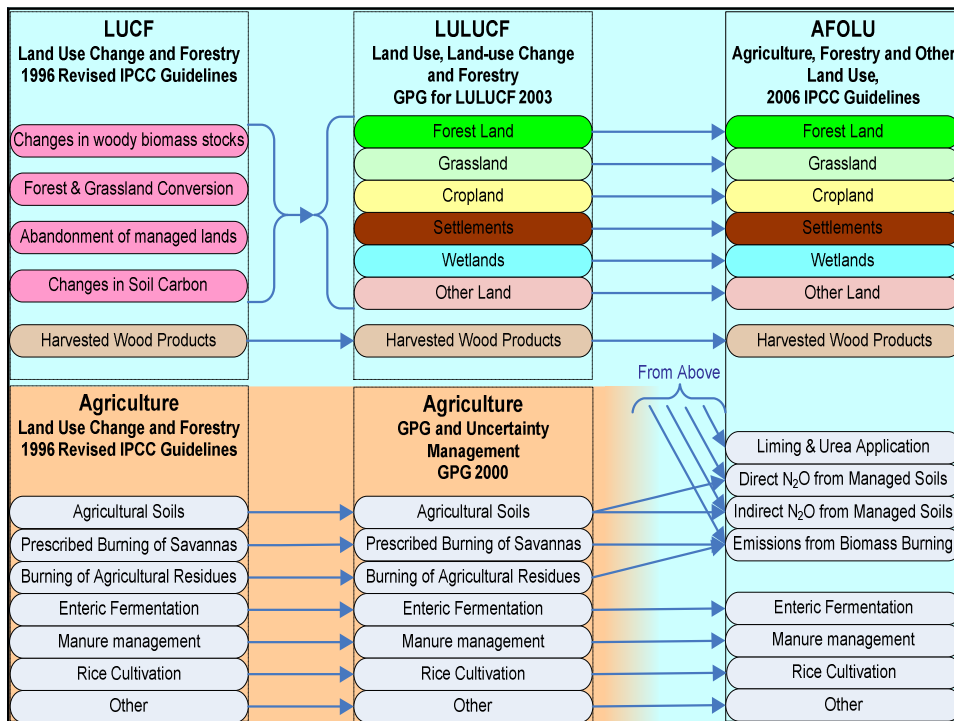 LUCF
Land Use Change and Forestry
1996 Revised IPCC Guidelines
Changes in woody biomass stocks
Forest & Grassland Conversion
Abandonment of managed lands
Changes in Soil Carbon
Harvested Wood Products
LULUCF
Land Use, Land-use Change
and Forestry
GPG for LULUCF 2003
Forest Land
Grassland
Cropland
Settlements
Wetlands
Other Land
Harvested Wood Products
AFOLU
Agriculture, Forestry and Other
Land Use,
2006 IPCC Guidelines
Forest Land
Grassland
Cropland
Settlements
Wetlands
Other Land
Harvested Wood Products
From Above
Agriculture
Land Use Change and Forestry
1996 Revised IPCC Guidelines
Agricultural Soils
Prescribed Burning of Savannas
Burning of Agricultural Residues
Enteric Fermentation
Manure management
Rice Cultivation
Other
Agriculture
GPG and Uncertainty
Management
GPG 2000
Agricultural Soils
Prescribed Burning of Savannas
Burning of Agricultural Residues
Enteric Fermentation
Manure management
Rice Cultivation
Other
Liming & Urea Application
Direct N₂O from Managed Soils
Indirect N₂O from Managed Soils
Emissions from Biomass Burning
Enteric Fermentation
Manure management
Rice Cultivation
Other